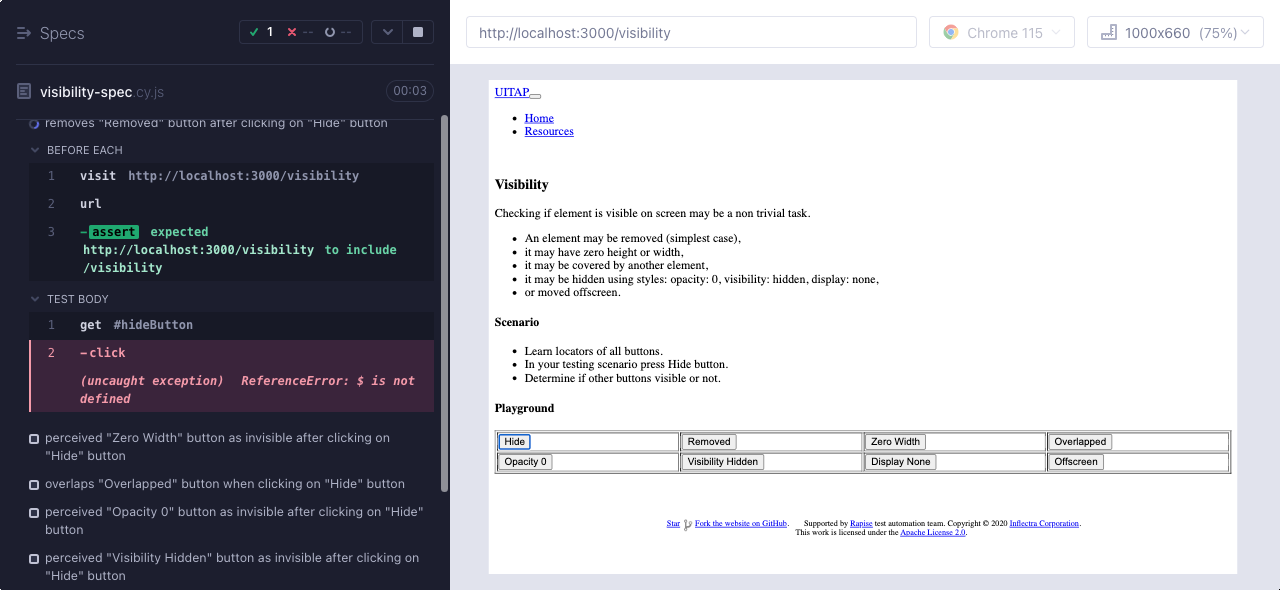 Specs
1 -- --
visibility-spec.cy.js 00:03
removes "Removed" button after clicking on "Hide" button
BEFORE EACH
1 visit http://localhost:3000/visibility
2 url
3 -assert expected
http://localhost:3000/visibility to include
/visibility
TEST BODY
1 get #hideButton
2 -click
(uncaught exception) ReferenceError: $ is not
defined
perceived "Zero Width" button as invisible after clicking on
"Hide" button
overlaps "Overlapped" button when clicking on "Hide" button
perceived "Opacity 0" button as invisible after clicking on "Hide"
button
perceived "Visibility Hidden" button as invisible after clicking on
"Hide" button
http://localhost:3000/visibility Chrome 115 1000x660 (75%)
UITAP
Home
Resources
Visibility
Checking if element is visible on screen may be a non trivial task.
An element may be removed (simplest case),
it may have zero height or width,
it may be covered by another element,
it may be hidden using styles: opacity: 0, visibility: hidden, display: none,
or moved offscreen.
Scenario
Learn locators of all buttons.
In your testing scenario press Hide button.
Determine if other buttons visible or not.
Playground
Hide Removed Zero Width Overlapped
Opacity 0 Visibility Hidden Display None Offscreen
Star Fork the website on GitHub. Supported by Rapise test automation team. Copyright © 2020 Inflectra Corporation.
This work is licensed under the Apache License 2.0.